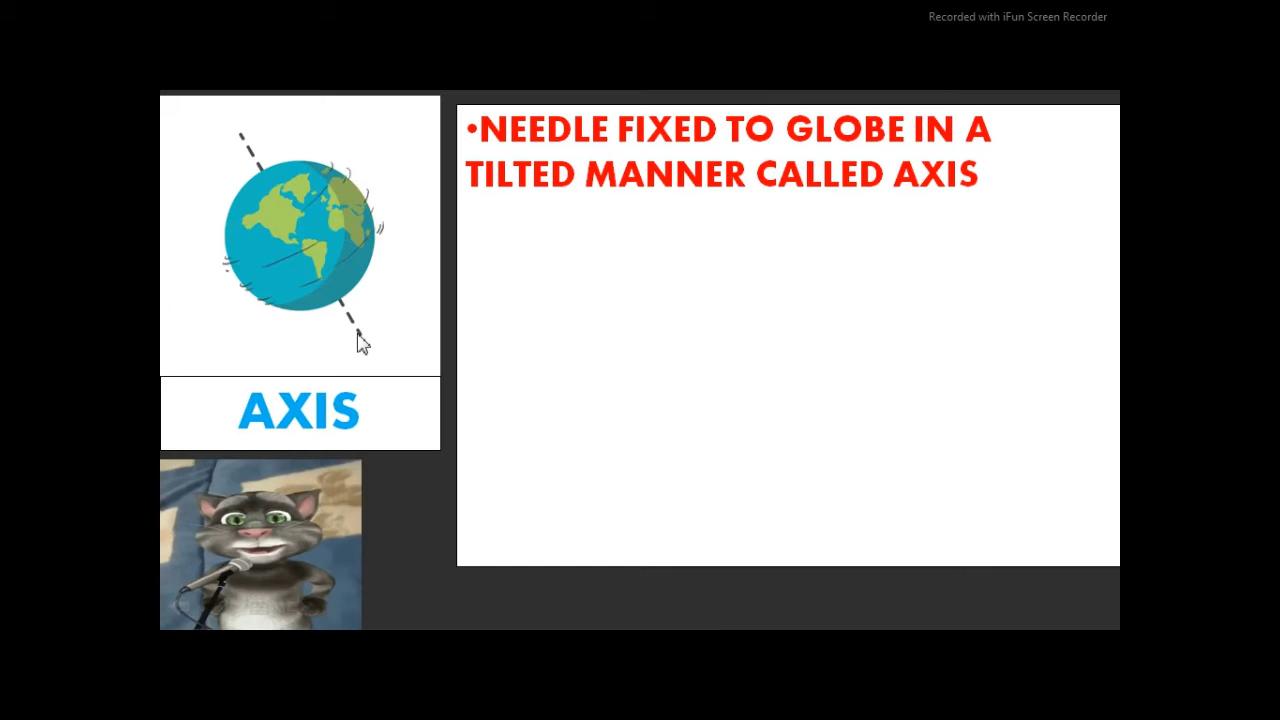 Recorded with iFun Screen Recorder
•NEEDLE FIXED TO GLOBE IN A
TILTED MANNER CALLED AXIS
AXIS